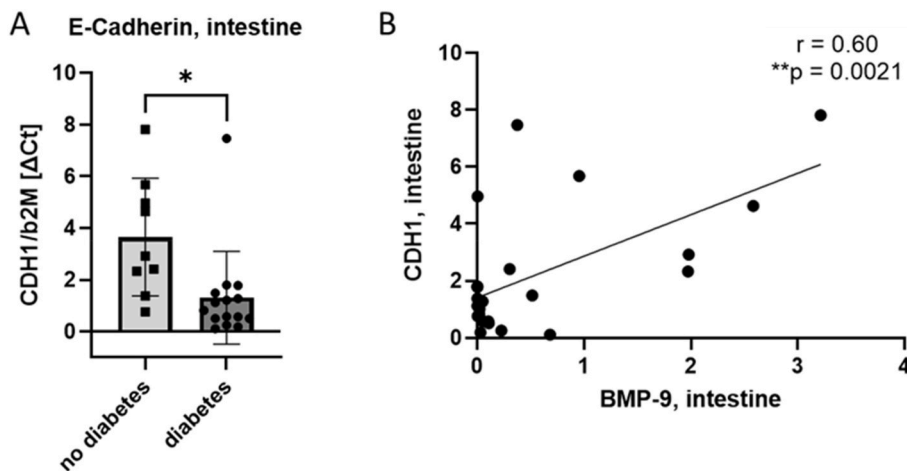 A
E-Cadherin, intestine
*
CDH1/b2M [ΔCt]
10
8
6
4
2
0
no diabetes
diabetes
B
r = 0.60
**p = 0.0021
CDH1, intestine
10
8
6
4
2
0
0 1 2 3 4
BMP-9, intestine